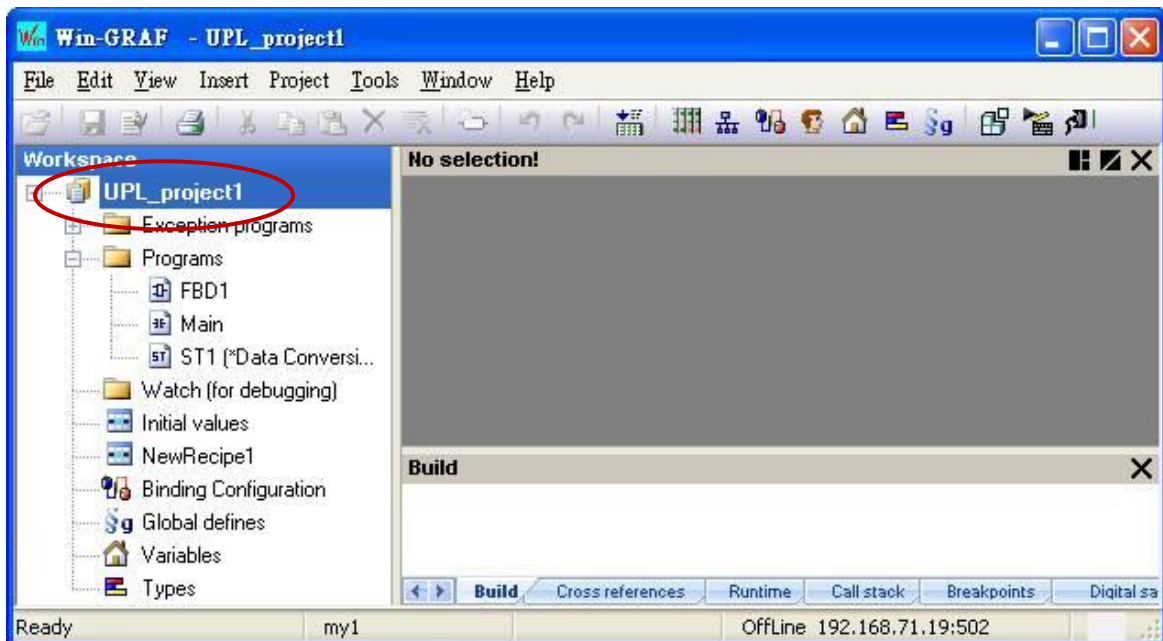 Win-GRAF - UPL_project1
File Edit View Insert Project Tools Window Help
Workspace
No selection!
UPL_project1
Exception programs
Programs
FBD1
Main
ST1 (*Data Conversi...
Watch (for debugging)
Initial values
NewRecipe1
Binding Configuration
Global defines
Variables
Types
Build
Build Cross references Runtime Call stack Breakpoints Digital sa
Ready my1 OffLine 192.168.71.19:502